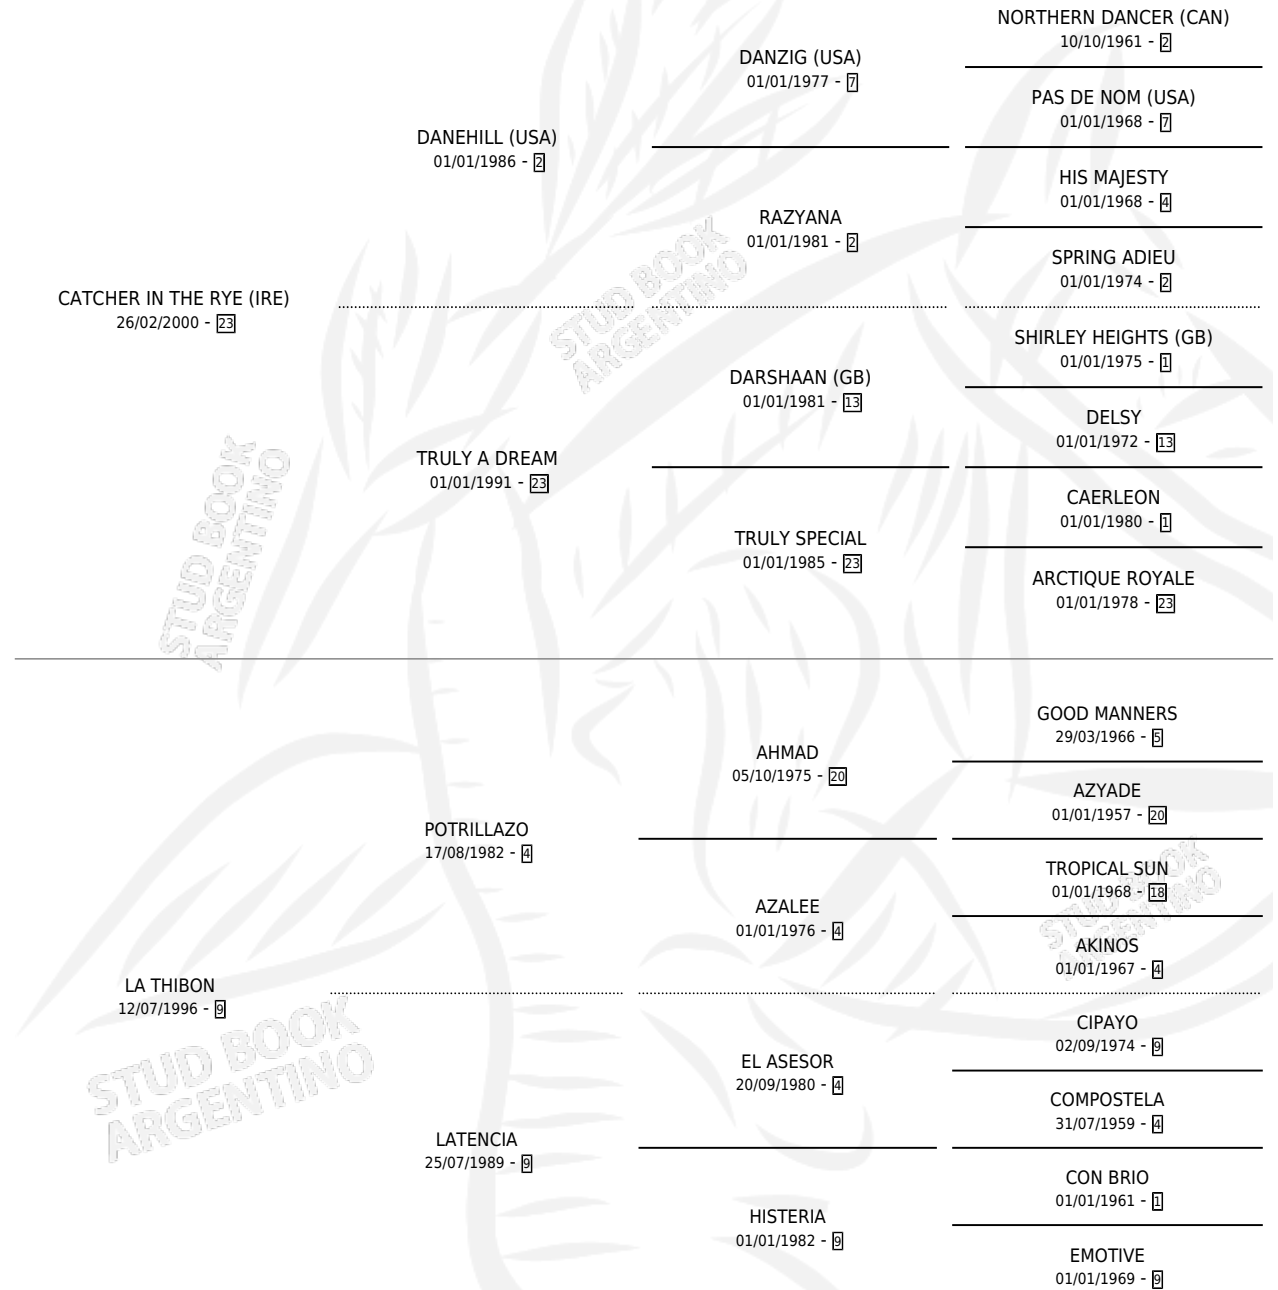 NORTHERN DANCER (CAN)
10/10/1961 - 2
DANZIG (USA)
01/01/1977 - 7
PAS DE NOM (USA)
01/01/1968 - 7
DANEHILL (USA)
01/01/1986 - 2
HIS MAJESTY
01/01/1968 - 4
RAZYANA
01/01/1981 - 2
SPRING ADIEU
01/01/1974 - 2
CATCHER IN THE RYE (IRE)
26/02/2000 - 23
SHIRLEY HEIGHTS (GB)
01/01/1975 - 1
DARSHAAN (GB)
01/01/1981 - 13
DELSY
01/01/1972 - 13
TRULY A DREAM
01/01/1991 - 23
CAERLEON
01/01/1980 - 1
TRULY SPECIAL
01/01/1985 - 23
ARCTIQUE ROYALE
01/01/1978 - 23
GOOD MANNERS
29/03/1966 - 5
AHMAD
05/10/1975 - 20
AZYADE
01/01/1957 - 20
POTRILLAZO
17/08/1982 - 4
TROPICAL SUN
01/01/1968 - 18
AZALEE
01/01/1976 - 4
AKINOS
01/01/1967 - 4
LA THIBON
12/07/1996 - 9
CIPAYO
02/09/1974 - 9
EL ASESOR
20/09/1980 - 4
COMPOSTELA
31/07/1959 - 4
LATENCIA
25/07/1989 - 9
CON BRIO
01/01/1961 - 1
HISTERIA
01/01/1982 - 9
EMOTIVE
01/01/1969 - 9
STUD BOOK
ARGENTINO
STUD BOOK
ARGENTINO
STUD BOOK
ARGENTINO
STUD BOOK
ARGENTINO